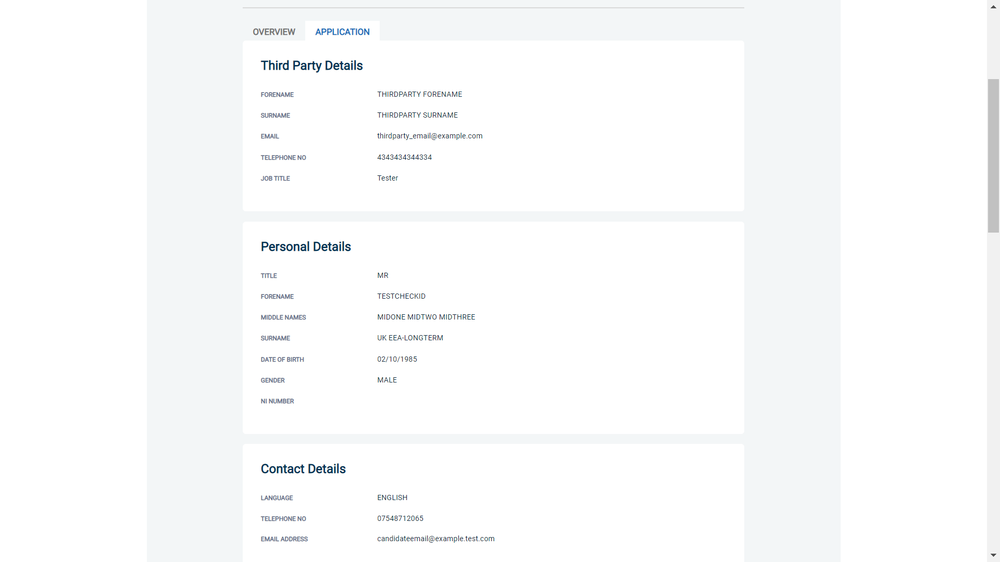 OVERVIEW APPLICATION
Third Party Details
FORENAME THIRDPARTY FORENAME
SURNAME THIRDPARTY SURNAME
EMAIL thirdparty_email@example.com
TELEPHONE NO 4343434344334
JOB TITLE Tester
Personal Details
TITLE MR
FORENAME TESTCHECKID
MIDDLE NAMES MIDONE MIDTWO MIDTHREE
SURNAME UK EEA-LONGTERM
DATE OF BIRTH 02/10/1985
GENDER MALE
NI NUMBER
Contact Details
LANGUAGE ENGLISH
TELEPHONE NO 07548712065
EMAIL ADDRESS candidateemail@example.test.com